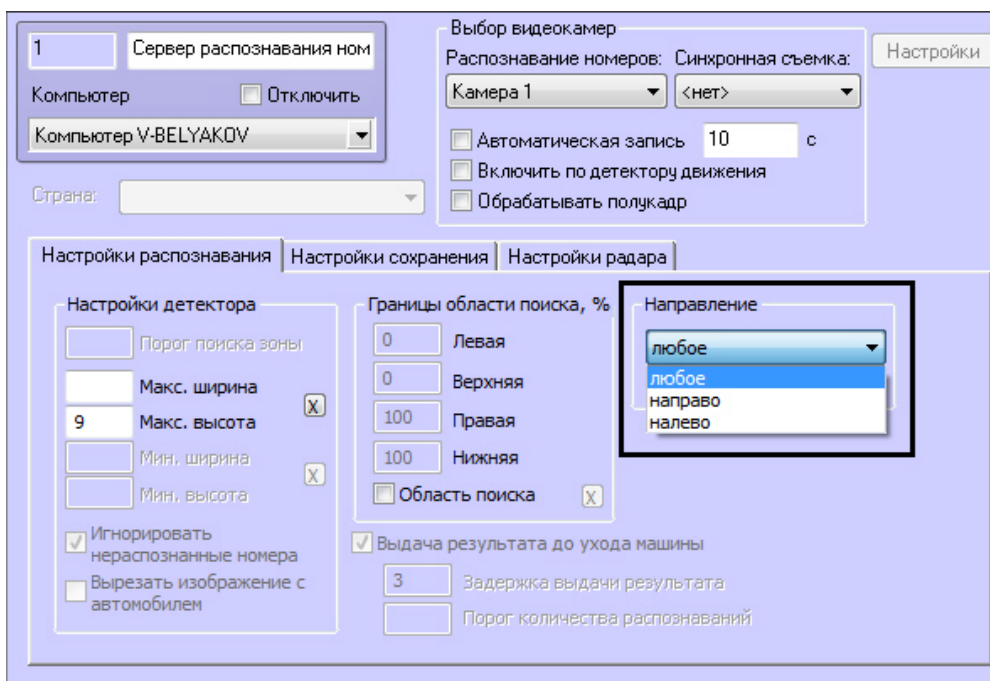 1
Сервер распознавания ном
Компьютер
Отключить
Компьютер V-BELYAKOV
Страна:
Выбор видеокамер
Распознавание номеров: Синхронная съемка:
Камера 1
<нет>
Автоматическая запись 10 с
Включить по детектору движения
Обрабатывать полукадр
Настройки
Настройки распознавания
Настройки сохранения
Настройки радара
Настройки детектора
Порог поиска зоны
Макс. ширина
X
9 Макс. высота
Мин. ширина
X
Мин. высота
Игнорировать
нераспознанные номера
Вырезать изображение с
автомобилем
Границы области поиска, %
0 Левая
0 Верхняя
100 Правая
100 Нижняя
Область поиска X
Выдача результата до ухода машины
3 Задержка выдачи результата
Порог количества распознаваний
Направление
любое
любое
направо
налево